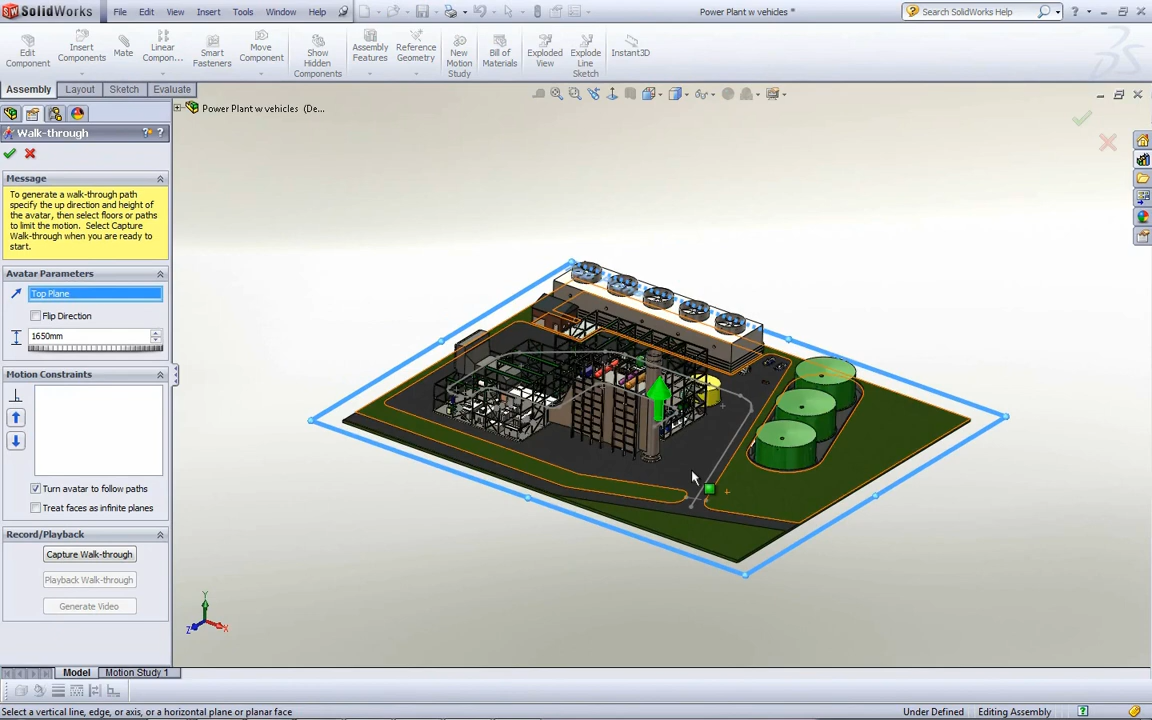 SolidWorks File Edit View Insert Tools Window Help Power Plant w vehicles * Search SolidWorks Help
Edit Component
Insert Components
Mate
Linear Compon...
Smart Fasteners
Move Component
Show Hidden Components
Assembly Features
Reference Geometry
New Motion Study
Bill of Materials
Exploded View
Explode Line Sketch
Instant3D
Assembly Layout Sketch Evaluate
Power Plant w vehicles (De...
Walk-through
Message
To generate a walk-through path
specify the up direction and height of
the avatar, then select floors or paths
to limit the motion. Select Capture
Walk-through when you are ready to
start.
Avatar Parameters
Top Plane
Flip Direction
1650mm
Motion Constraints
Turn avatar to follow paths
Treat faces as infinite planes
Record/Playback
Capture Walk-through
Playback Walk-through
Generate Video
Y
Z X
Model Motion Study 1
Select a vertical line, edge, or axis, or a horizontal plane or planar face Under Defined Editing Assembly